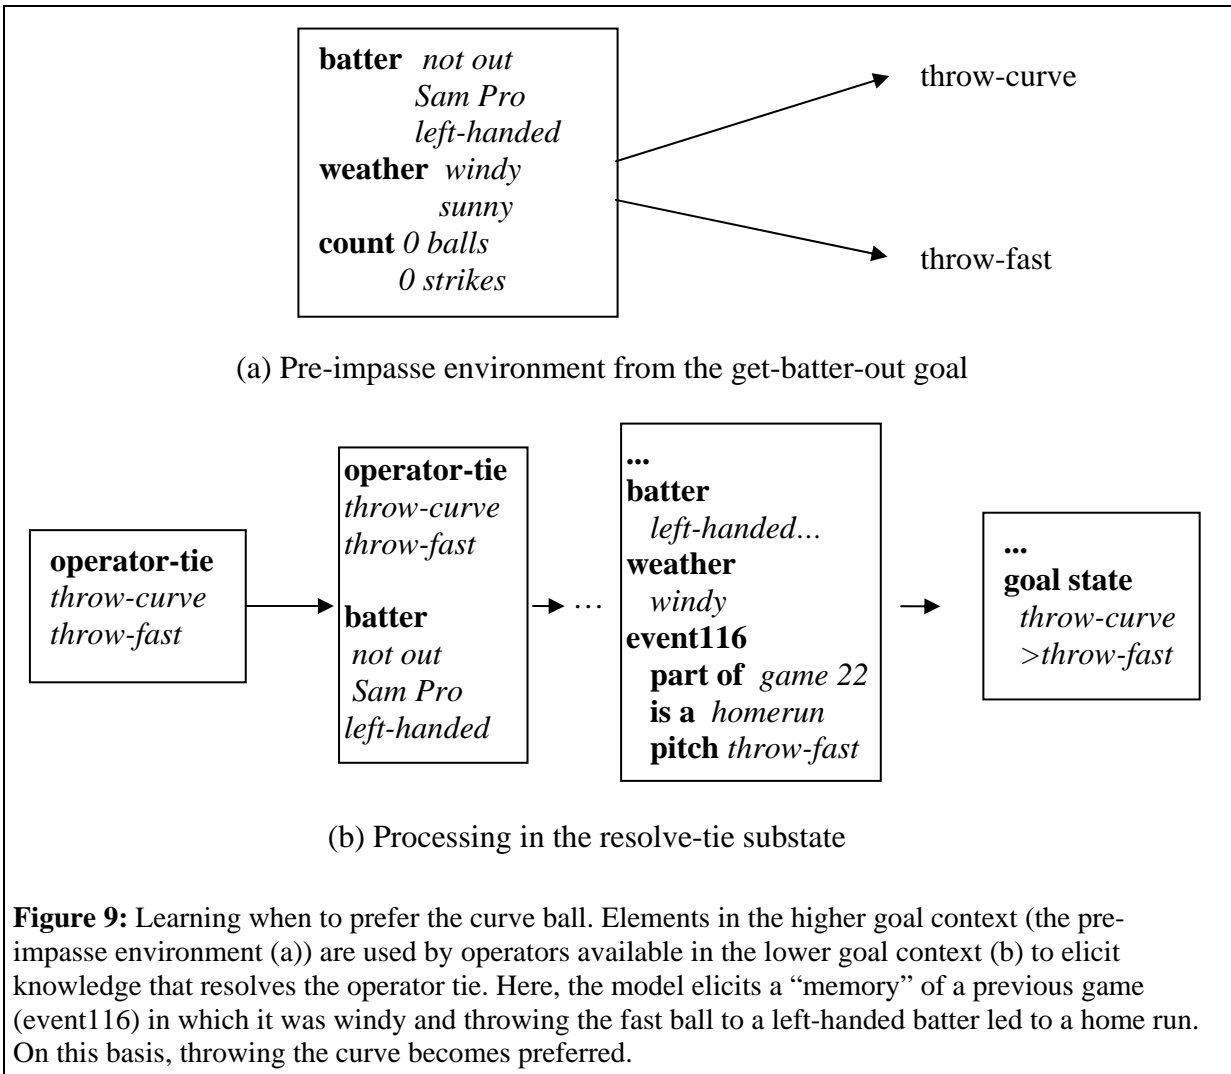 batter not out
Sam Pro
left-handed
weather windy
sunny
count 0 balls
0 strikes
throw-curve
throw-fast
(a) Pre-impasse environment from the get-batter-out goal
operator-tie
throw-curve
throw-fast
operator-tie
throw-curve
throw-fast
batter
not out
Sam Pro
left-handed
...
...
batter
left-handed...
weather
windy
event116
part of game 22
is a homerun
pitch throw-fast
...
goal state
throw-curve
>throw-fast
(b) Processing in the resolve-tie substate
Figure 9: Learning when to prefer the curve ball. Elements in the higher goal context (the pre-
impasse environment (a)) are used by operators available in the lower goal context (b) to elicit
knowledge that resolves the operator tie. Here, the model elicits a “memory” of a previous game
(event116) in which it was windy and throwing the fast ball to a left-handed batter led to a home run.
On this basis, throwing the curve becomes preferred.